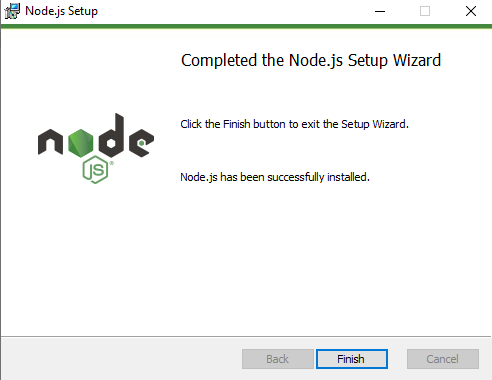 Node.js Setup
Completed the Node.js Setup Wizard
node
JS
®
Click the Finish button to exit the Setup Wizard.
Node.js has been successfully installed.
Back
Finish
Cancel